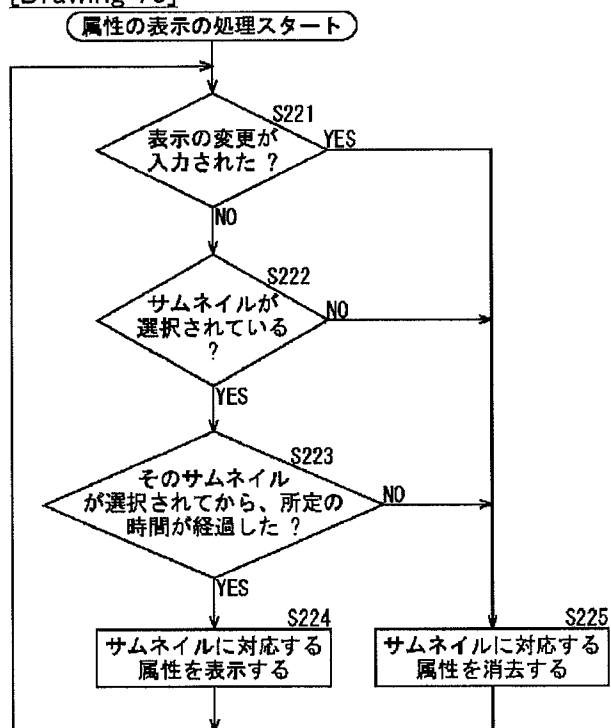 [Drawing 70]
属性の表示の処理スタート
S221
表示の変更が
入力された ?
YES
NO
S222
サムネイルが
選択されている
?
NO
YES
S223
そのサムネイル
が選択されてから、所定の
時間が経過した ?
NO
YES
S224
サムネイルに対応する
属性を表示する
S225
サムネイルに対応する
属性を消去する